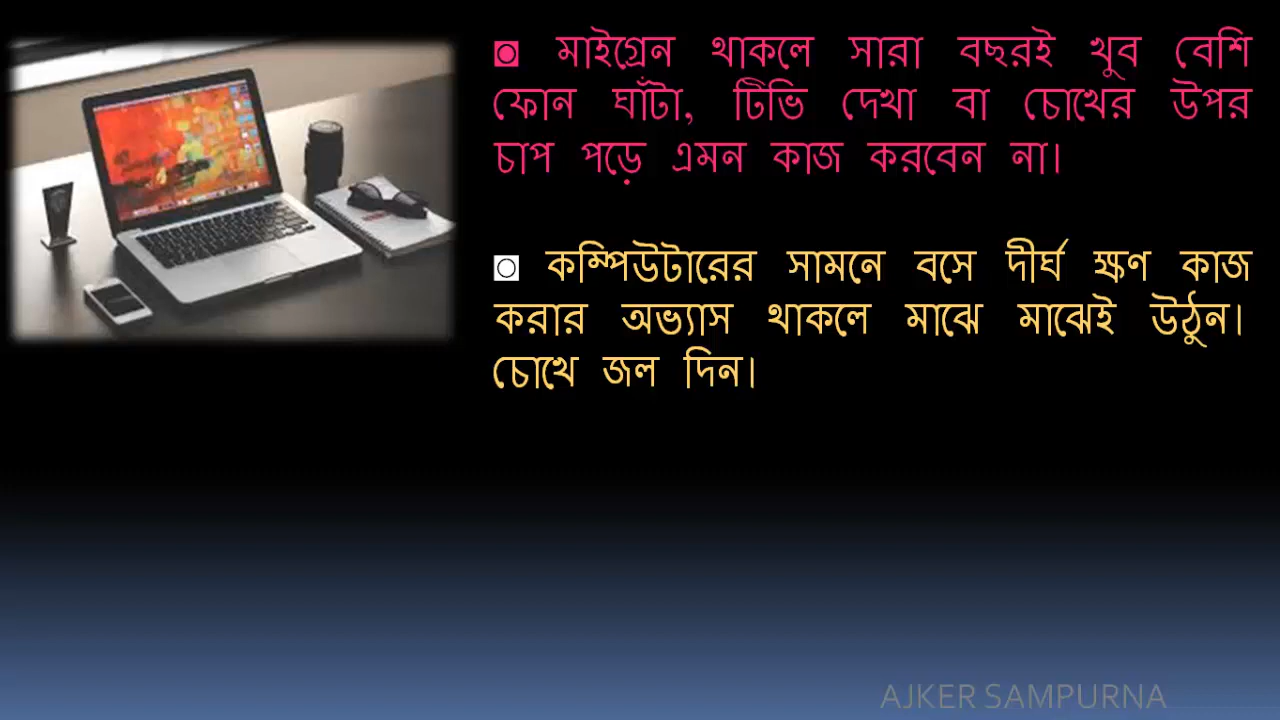 ◙ মাইগ্রেন থাকলে সারা বছরই খুব বেশি
ফোন ঘাঁটা, টিভি দেখা বা চোখের উপর
চাপ পড়ে এমন কাজ করবেন না।
◙ কম্পিউটারের সামনে বসে দীর্ঘ ক্ষণ কাজ
করার অভ্যাস থাকলে মাঝে মাঝেই উঠুন।
চোখে জল দিন।
AJKER SAMPURNA